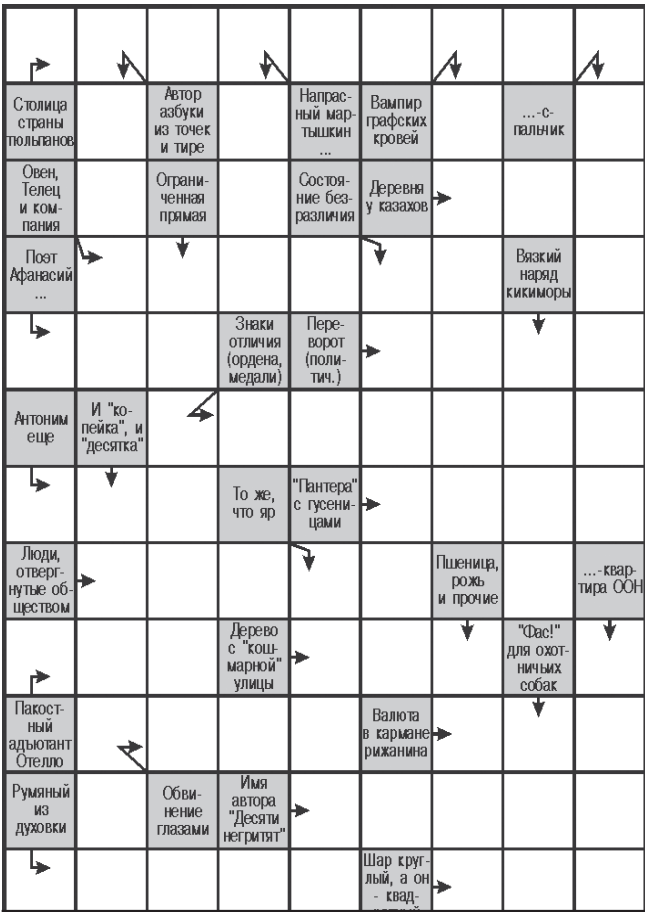 Столица
страны
тюльпанов
Автор
азбуки
из точек
и тире
Напрас-
ный мар-
тышкин
...
Вампир
графских
кровей
...-с-
пальчик
Овен,
Телец
и ком-
пания
Ограни-
ченная
прямая
Состоя-
ние без-
различия
Деревня
у казахов
Поэт
Афанасий
...
Вязкий
наряд
кикиморы
Знаки
отличия
(ордена,
медали)
Пере-
ворот
(поли-
тич.)
Антоним
еще
И "ко-
пейка", и
"десятка"
То же,
что яр
"Пантера"
с гусени-
цами
Люди,
отверг-
нутые об-
ществом
Пшеница,
рожь
и прочие
...-квар-
тира ООН
Дерево
с "кош-
марной"
улицы
"Фас!"
для охот-
ничьих
собак
Пакост-
ный
адъютант
Отелло
Валюта
в кармане
рижанина
Румяный
из
духовки
Обви-
нение
глазами
Имя
автора
"Десяти
негритят"
Шар круг-
лый, а он
- квад-